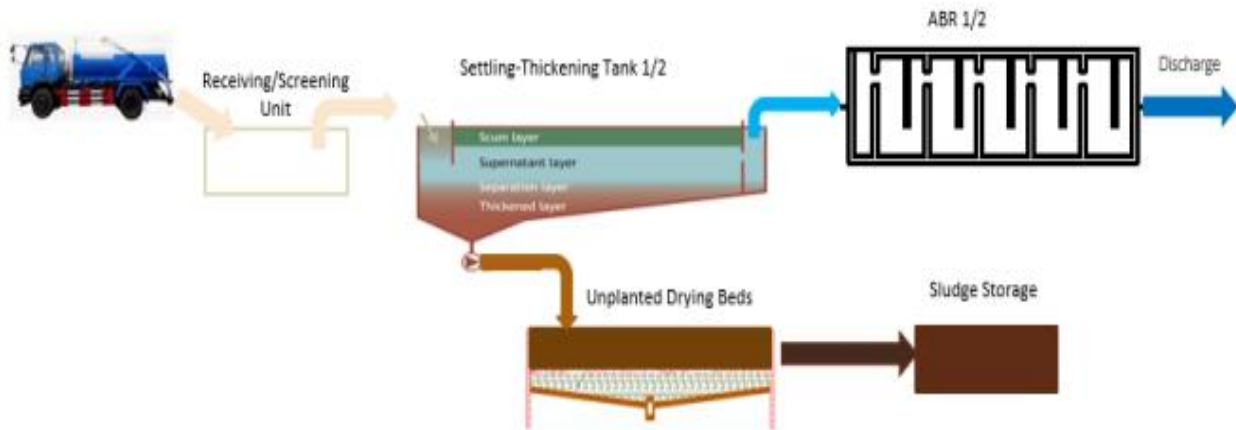 ABR 1/2
Receiving/Screening
Unit
Settling-Thickening Tank 1/2
Discharge
Scum layer
Supernatant layer
Separation layer
Thickened layer
Unplanted Drying Beds
Sludge Storage